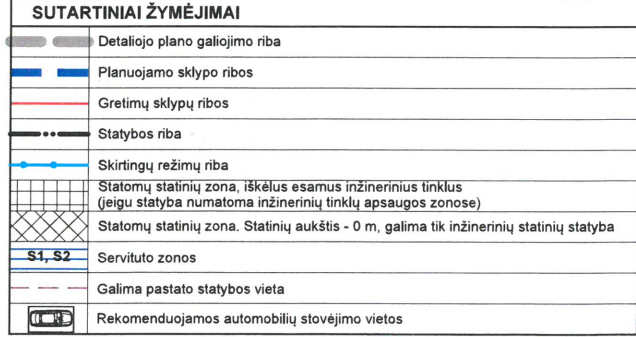 SUTARTINIAI ŽYMĖJIMAI
Detaliojo plano galiojimo riba
Planuojamo sklypo ribos
Gretimų sklypų ribos
Statybos riba
Skirtingų režimų riba
Statomų statinių zona, iškėlus esamus inžinerinius tinklus
(jeigu statyba numatoma inžinerinių tinklų apsaugos zonose)
Statomų statinių zona. Statinių aukštis - 0 m, galima tik inžinerinių statinių statyba
S1, S2 Servituto zonos
Galima pastato statybos vieta
Rekomenduojamos automobilių stovėjimo vietos